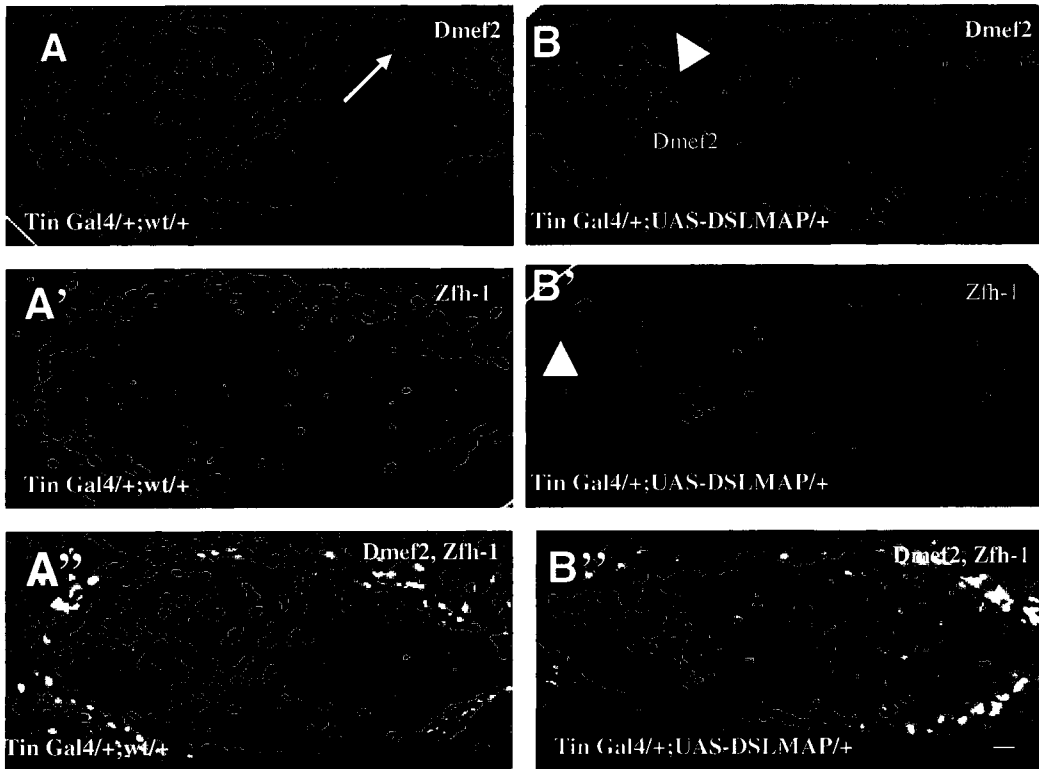 A
Dmef2
Tin Gal4/+;wt/+
B
Dmef2
Dmef2
Tin Gal4/+;UAS-DSLMAP/+
A’
Zfh-1
Tin Gal4/+;wt/+
B’
Zfh-1
Tin Gal4/+;UAS-DSLMAP/+
A’’
Dmef2, Zfh-1
Tin Gal4/+;wt/+
B’’
Dmef2, Zfh-1
Tin Gal4/+;UAS-DSLMAP/+